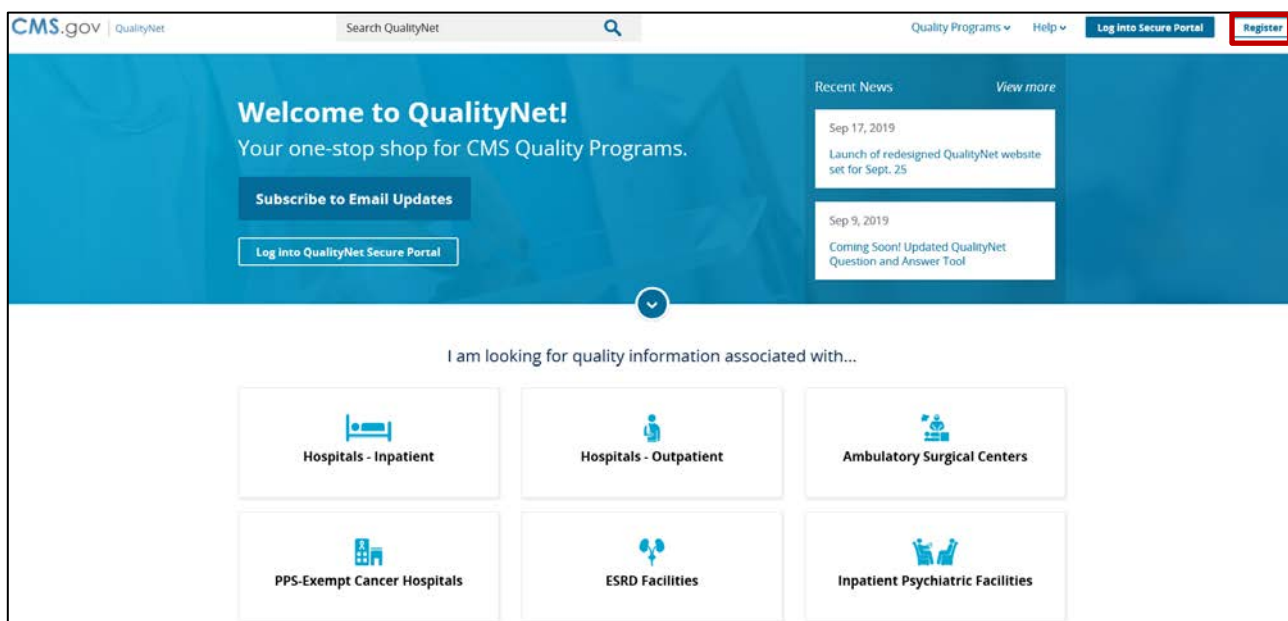 CMS.gov | QualityNet
Search QualityNet
Quality Programs
Help
Log into Secure Portal
Register
Welcome to QualityNet!
Your one-stop shop for CMS Quality Programs.
Subscribe to Email Updates
Log into QualityNet Secure Portal
Recent News
View more
Sep 17, 2019
Launch of redesigned QualityNet website
set for Sept. 25
Sep 9, 2019
Coming Soon! Updated QualityNet
Question and Answer Tool
I am looking for quality information associated with...
Hospitals - Inpatient
Hospitals - Outpatient
Ambulatory Surgical Centers
PPS-Exempt Cancer Hospitals
ESRD Facilities
Inpatient Psychiatric Facilities